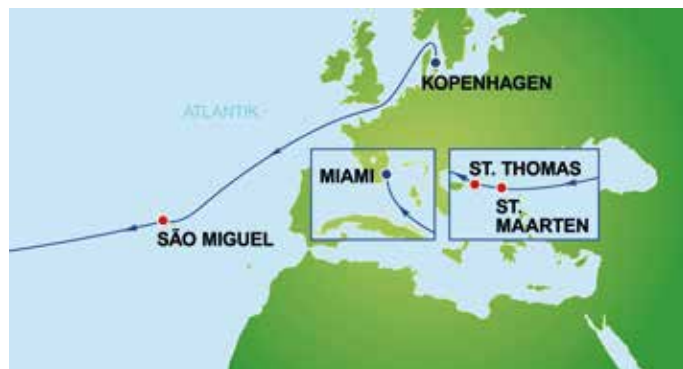 KOPENHAGEN
ATLANTIK
MIAMI
ST. THOMAS
ST.
MAARTEN
SÃO MIGUEL